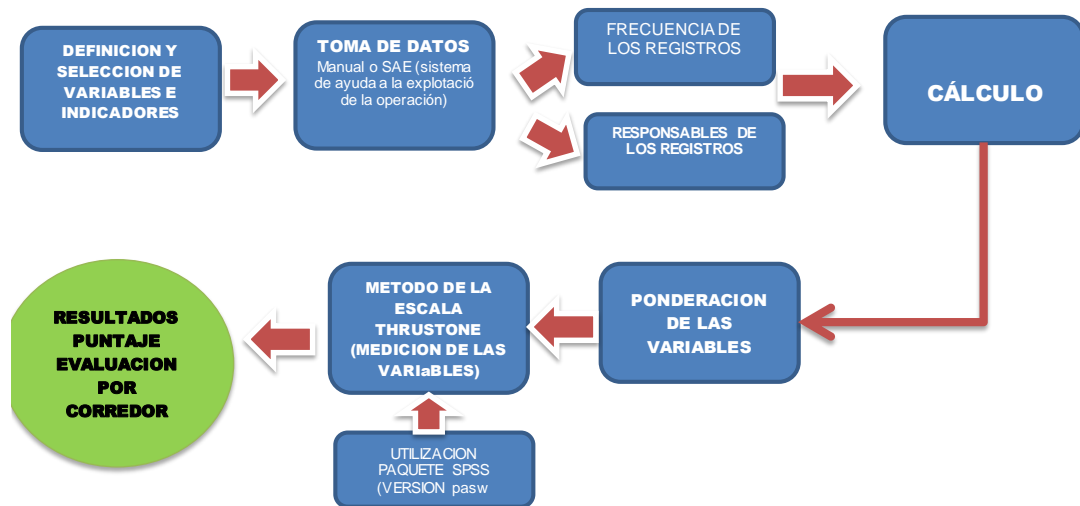 DEFINICION Y
SELECCION DE
VARIABLES E
INDICADORES
TOMA DE DATOS
Manual o SAE (sistema
de ayuda a la explotació
de la operación)
FRECUENCIA DE
LOS REGISTROS
RESPONSABLES DE
LOS REGISTROS
CÁLCULO
PONDERACION
DE LAS
VARIABLES
METODO DE LA
ESCALA
THRUSTONE
(MEDICION DE LAS
VARIaBLES)
UTILIZACION
PAQUETE SPSS
(VERSION pasw
RESULTADOS
PUNTAJE
EVALUACION
POR
CORREDOR